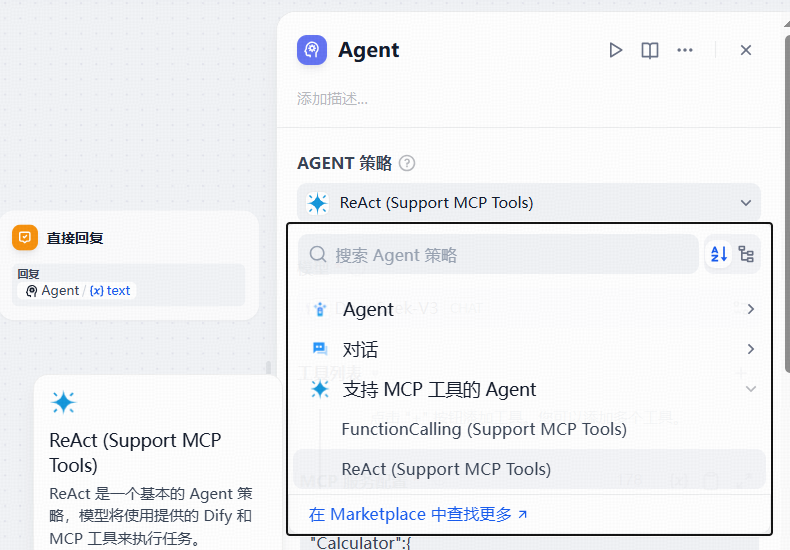 Agent
添加描述...
AGENT 策略
ReAct (Support MCP Tools)
搜索 Agent 策略
Agent
对话
支持 MCP 工具的 Agent
FunctionCalling (Support MCP Tools)
ReAct (Support MCP Tools)
在 Marketplace 中查找更多
"Calculator":{
直接回复
回复
Agent / {x} text
ReAct (Support MCP
Tools)
ReAct 是一个基本的 Agent 策
略，模型将使用提供的 Dify 和
MCP 工具来执行任务。